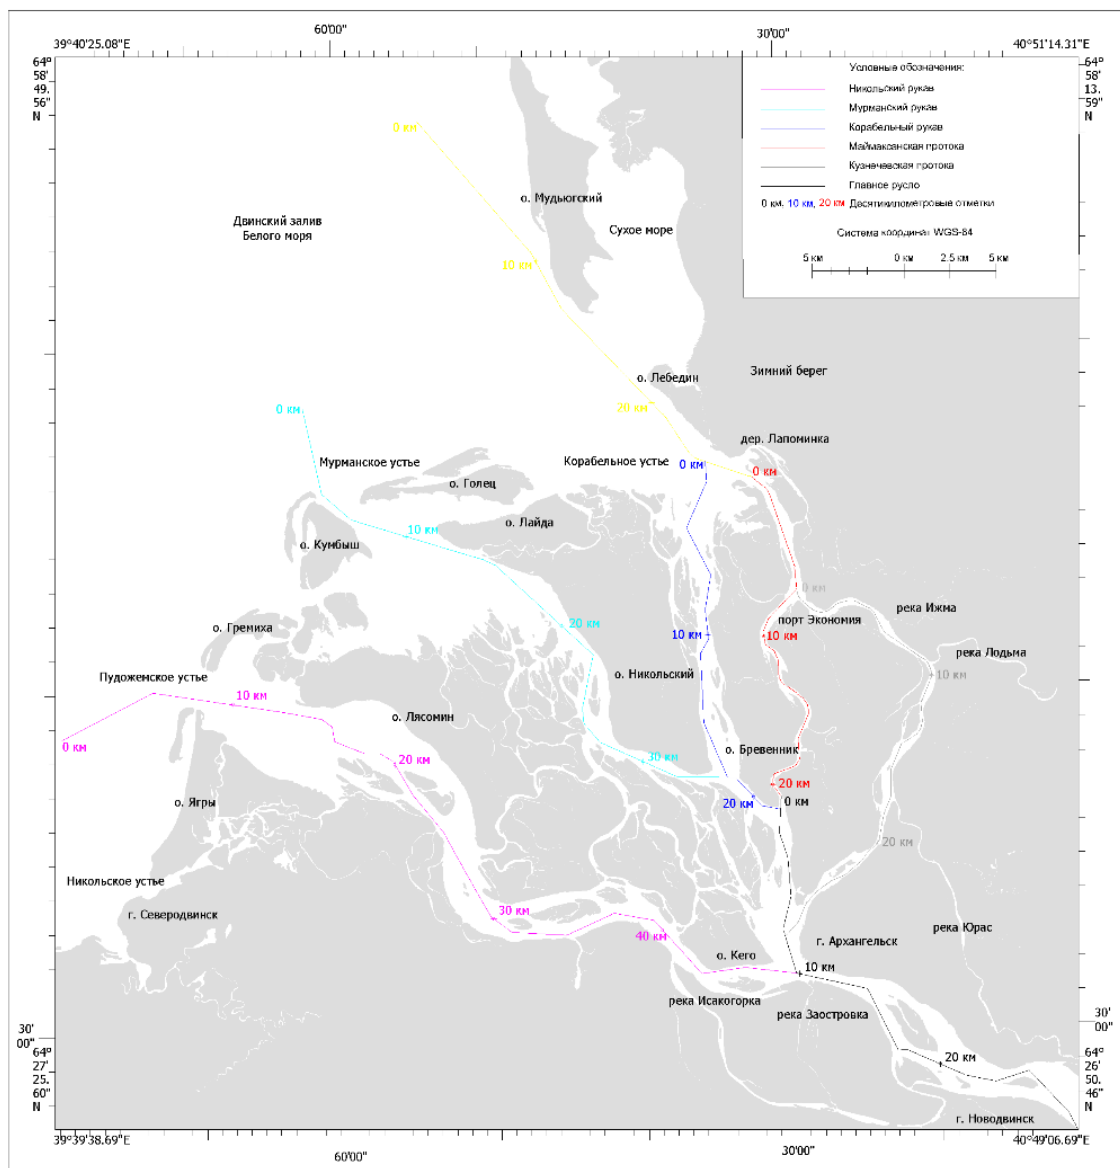 60°00"
30°00"
39°40'25.08"E
40°51'14.31"E
64°
58'
49.
56"
N
64°
58'
13.
59"
N
Условные обозначения:
Никольский рукав
Мурманский рукав
Корабельный рукав
Маймаксанская протока
Кузнечевская протока
Главное русло
0 км, 10 км, 20 км Десятикилометровые отметки
Система координат WGS-84
5 км 0 км 2.5 км 5 км
0 км
о. Мудьюгский
Двинский залив
Белого моря
Сухое море
10 км
Зимний берег
о. Лебедин
20 км
0 км
дер. Лапоминка
Мурманское устье
Корабельное устье
0 км
0 км
о. Голец
о. Лайда
10 км
о. Кумбыш
0 км
река Ижма
порт Экономия
20 км
о. Гремиха
10 км
10 км
река Лодьма
Пудоженское устье
о. Никольский
10 км
10 км
о. Лясомин
0 км
о. Бревенник
20 км
30 км
20 км
о. Ягры
20 км
0 км
20 км
Никольское устье
г. Северодвинск
30 км
река Юрас
40 км
г. Архангельск
о. Кего
10 км
река Исакогорка
река Заостровка
30'
00"
30'
00"
64°
27'
25.
60"
N
64°
26'
50.
46"
N
20 км
г. Новодвинск
39°39'38.69"E
40°49'06.69"E
60°00"
30°00"